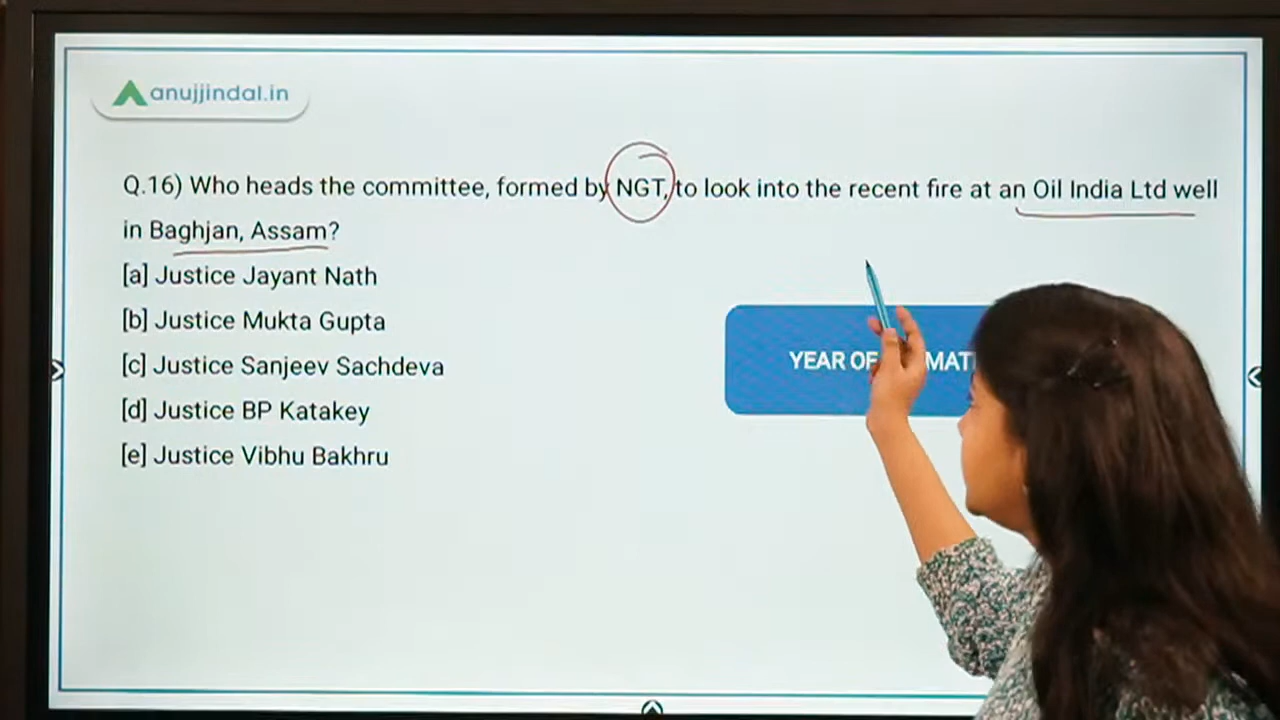 anujjindal.in
Q.16) Who heads the committee, formed by NGT, to look into the recent fire at an Oil India Ltd well
in Baghjan, Assam?
[a] Justice Jayant Nath
[b] Justice Mukta Gupta
[c] Justice Sanjeev Sachdeva
[d] Justice BP Katakey
[e] Justice Vibhu Bakhru
YEAR OF